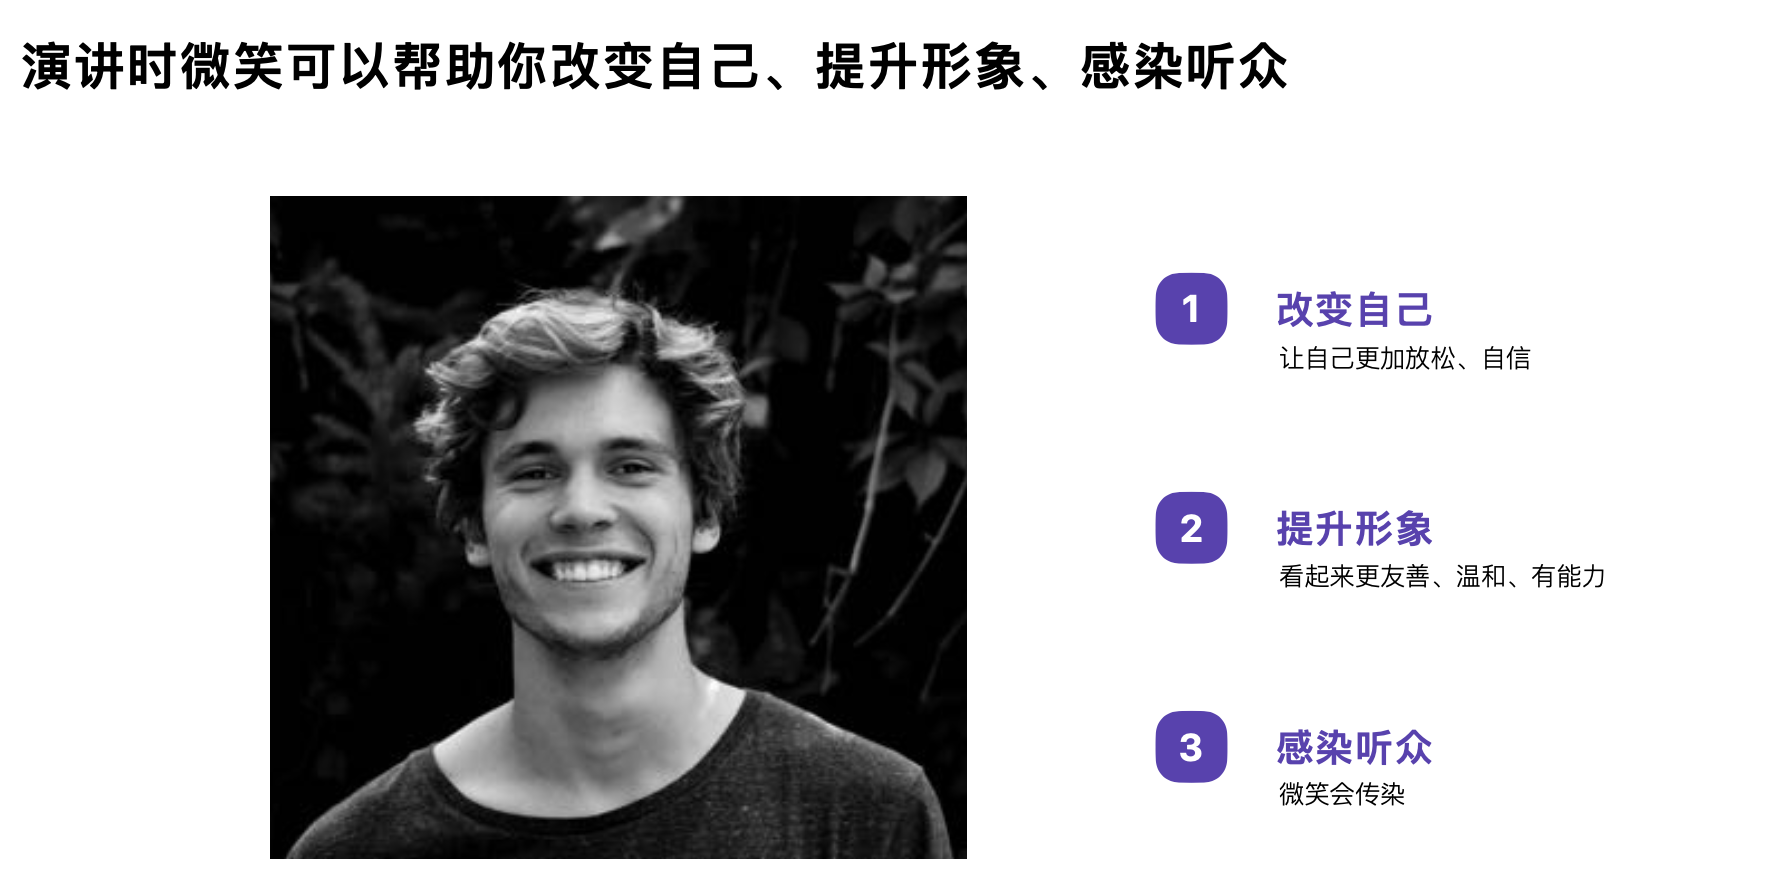 演讲时微笑可以帮助你改变自己、提升形象、感染听众
1
改变自己
让自己更加放松、自信
2
提升形象
看起来更友善、温和、有能力
3
感染听众
微笑会传染